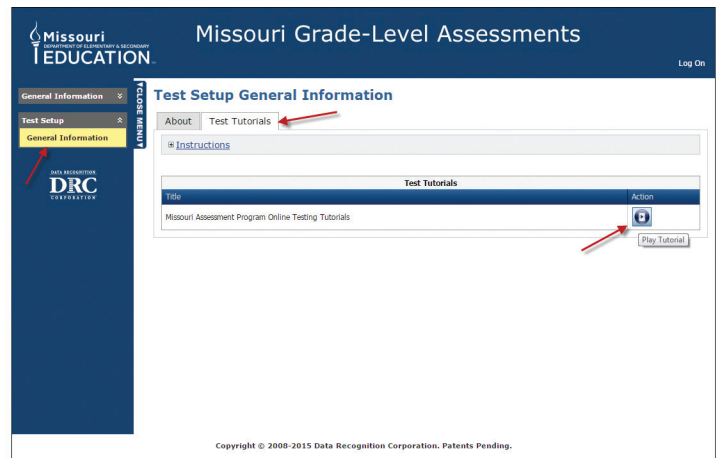 Missouri
DEPARTMENT OF ELEMENTARY & SECONDARY
EDUCATION
Missouri Grade-Level Assessments
Log On
General Information
Test Setup
General Information
DATA RECOGNITION
DRC
CORPORATION
CLOSE MENU
Test Setup General Information
About
Test Tutorials
Instructions
Test Tutorials
Title
Action
Missouri Assessment Program Online Testing Tutorials
Play Tutorial
Copyright © 2008-2015 Data Recognition Corporation. Patents Pending.